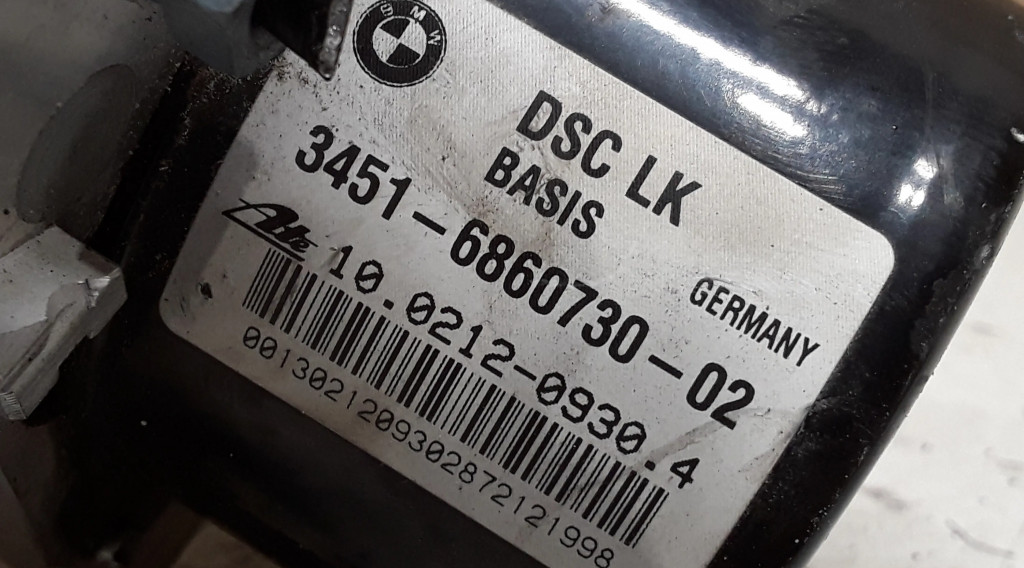 BMW
DSC LK
BASIS
3451-6860730-02
GERMANY
Ate 10.0212-0930.4
0013021209302872121998